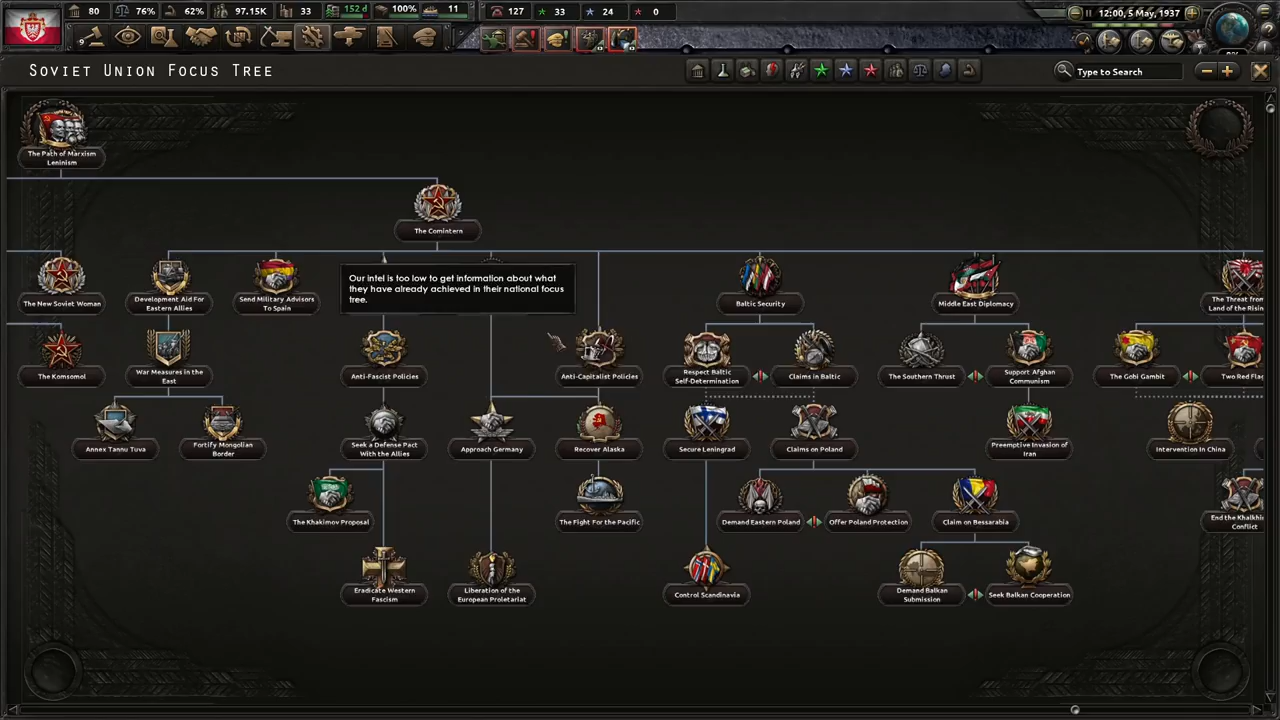 80
76%
62%
97.15K
33
152 d
100%
11
127
33
24
0
12:00, 5 May, 1937
9
Soviet Union Focus Tree
Type to Search
The Path of Marxism
Leninism
The Comintern
The New Soviet Woman
Development Aid For
Eastern Allies
Send Military Advisors
To Spain
Our intel is too low to get information about what
they have already achieved in their national focus
tree.
Baltic Security
Middle East Diplomacy
The Threat from
Land of the Rising
The Komsomol
War Measures in the
East
Anti-Fascist Policies
Anti-Capitalist Policies
Respect Baltic
Self-Determination
Claims in Baltic
The Southern Thrust
Support Afghan
Communism
The Gobi Gambit
Two Red Flag
Annex Tannu Tuva
Fortify Mongolian
Border
Seek a Defense Pact
With the Allies
Approach Germany
Recover Alaska
Secure Leningrad
Claims on Poland
Preemptive Invasion of
Iran
Intervention In China
The Khakimov Proposal
The Fight For the Pacific
Demand Eastern Poland
Offer Poland Protection
Claim on Bessarabia
End the Khalkhi
Conflict
Eradicate Western
Fascism
Liberation of the
European Proletariat
Control Scandinavia
Demand Balkan
Submission
Seek Balkan Cooperation